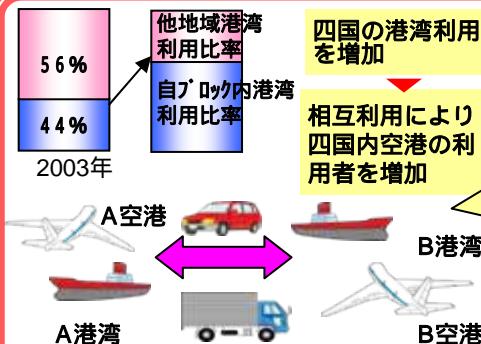 56%
44%
2003年
他地域港湾
利用比率
自ブロック内港湾
利用比率
四国の港湾利用
を増加
相互利用により
四国内空港の利
用者を増加
A空港
B港湾
A港湾
B空港